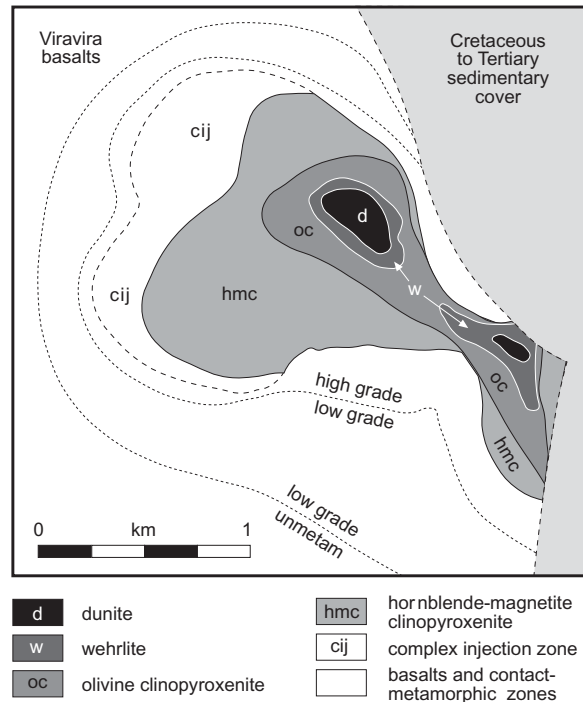 Viravira
basalts
Cretaceous
to Tertiary
sedimentary
cover
cij
d
oc
w
hmc
cij
high grade
low grade
oc
hmc
low grade
unmetam
0 km 1
d dunite
w wehrlite
oc olivine clinopyroxenite
hmc hornblende-magnetite
clinopyroxenite
cij complex injection zone
basalts and contact-
metamorphic zones